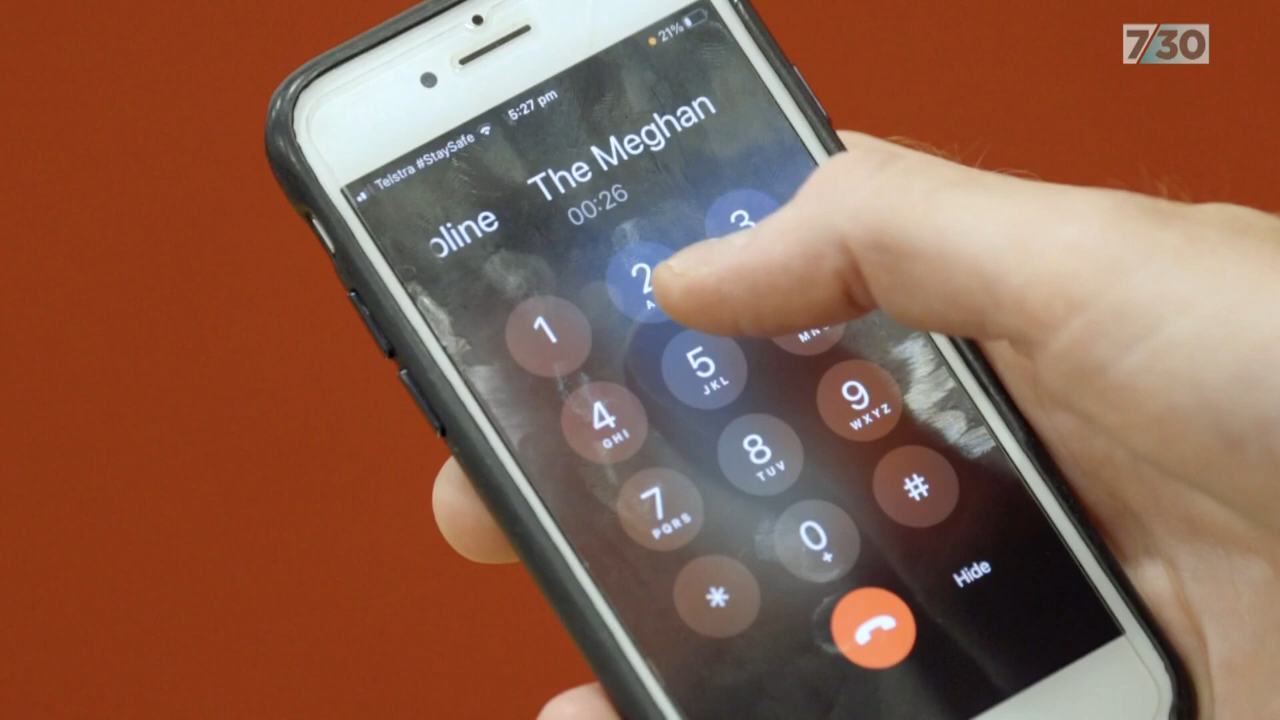 7/30
21%
Telstra #StaySafe 5:27 pm
The Meghan
oline
00:26
1
2
3
4
GHI
5
JKL
MNO
7
PQRS
8
TUV
9
WXYZ
*
0
+
#
Hide